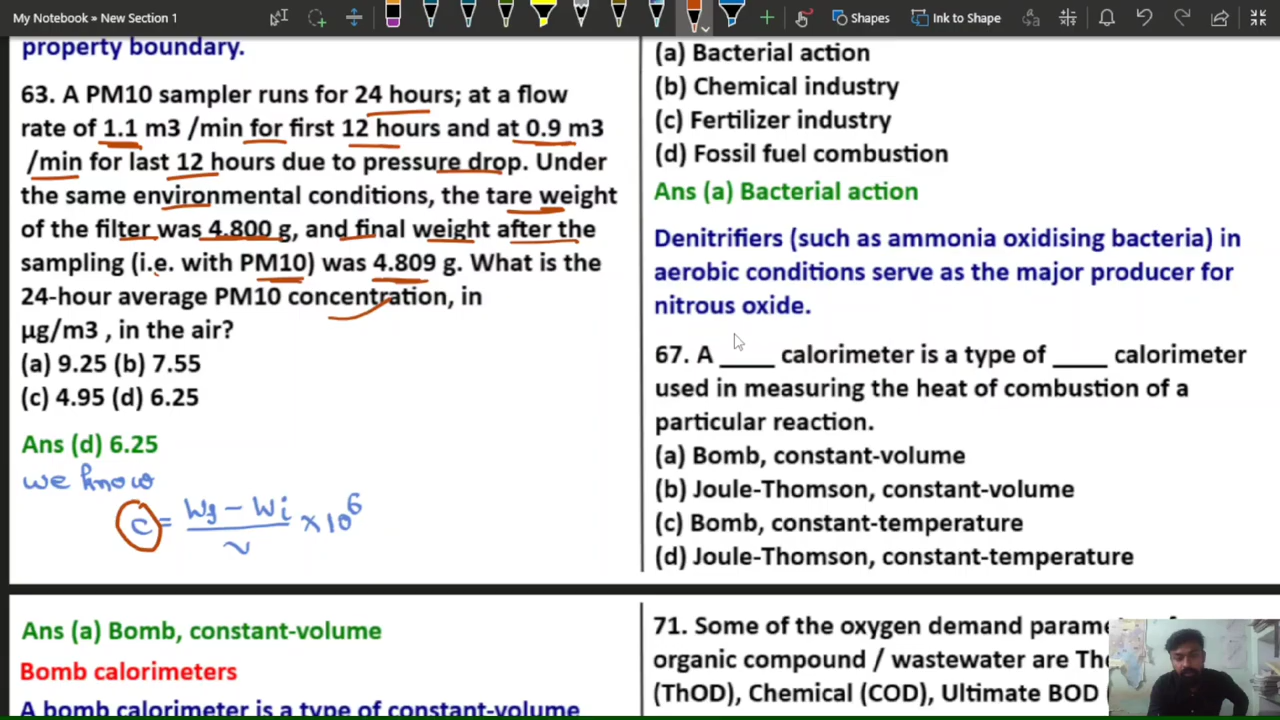 My Notebook » New Section 1
Shapes
Ink to Shape
property boundary.
63. A PM10 sampler runs for 24 hours; at a flow
rate of 1.1 m3 /min for first 12 hours and at 0.9 m3
/min for last 12 hours due to pressure drop. Under
the same environmental conditions, the tare weight
of the filter was 4.800 g, and final weight after the
sampling (i.e. with PM10) was 4.809 g. What is the
24-hour average PM10 concentration, in
µg/m3 , in the air?
(a) 9.25 (b) 7.55
(c) 4.95 (d) 6.25
Ans (d) 6.25
we know
C = Wf - Wi / V × 10^6
Ans (a) Bomb, constant-volume
Bomb calorimeters
A bomb calorimeter is a type of constant-volume
(a) Bacterial action
(b) Chemical industry
(c) Fertilizer industry
(d) Fossil fuel combustion
Ans (a) Bacterial action
Denitrifiers (such as ammonia oxidising bacteria) in
aerobic conditions serve as the major producer for
nitrous oxide.
67. A ____ calorimeter is a type of ____ calorimeter
used in measuring the heat of combustion of a
particular reaction.
(a) Bomb, constant-volume
(b) Joule-Thomson, constant-volume
(c) Bomb, constant-temperature
(d) Joule-Thomson, constant-temperature
71. Some of the oxygen demand
organic compound / wastewater are
(ThOD), Chemical (COD), Ultimate BOD